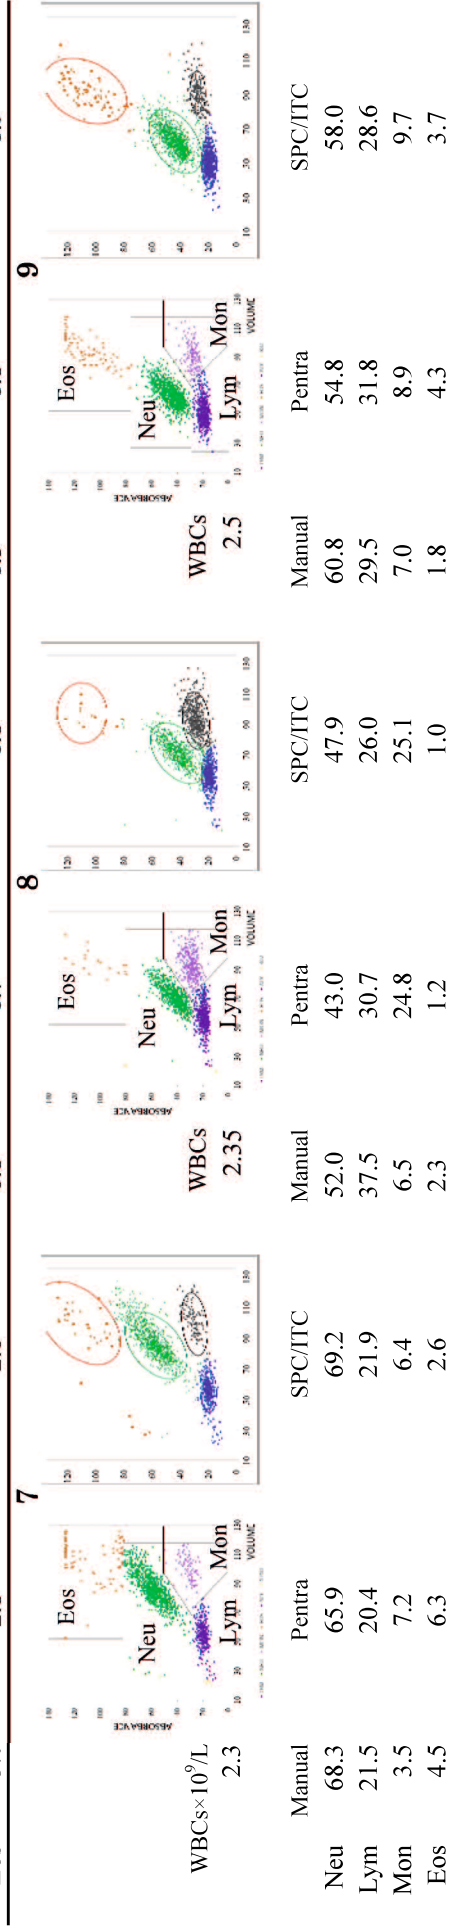 7
8
9
Eos
Neu
Mon
Lym
ABSORBANCE
VOLUME
Eos
Neu
Mon
Lym
ABSORBANCE
VOLUME
Eos
Neu
Mon
Lym
ABSORBANCE
VOLUME
WBCs×10⁹/L
2.3
WBCs
2.35
WBCs
2.5
Manual Pentra SPC/ITC Manual Pentra SPC/ITC Manual Pentra SPC/ITC
Neu 68.3 65.9 69.2 52.0 43.0 47.9 60.8 54.8 58.0
Lym 21.5 20.4 21.9 37.5 30.7 26.0 29.5 31.8 28.6
Mon 3.5 7.2 6.4 6.5 24.8 25.1 7.0 8.9 9.7
Eos 4.5 6.3 2.6 2.3 1.2 1.0 1.8 4.3 3.7